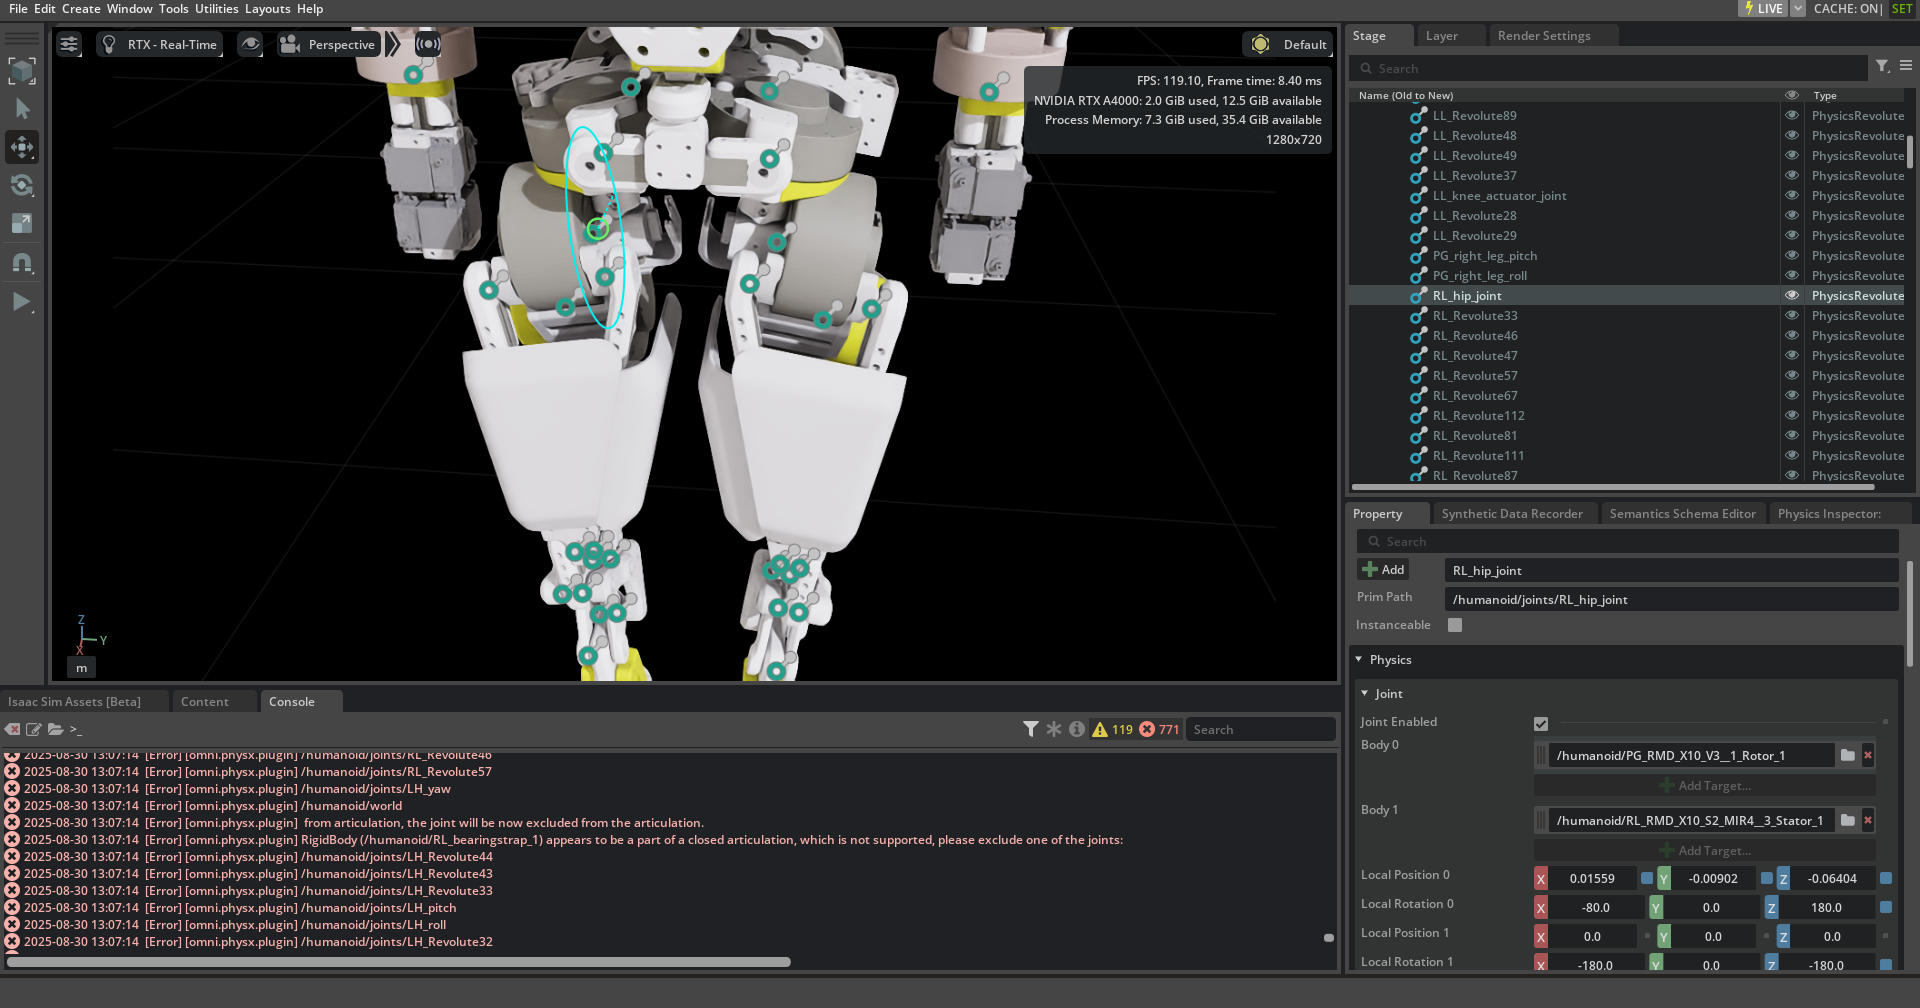 File Edit Create Window Tools Utilities Layouts Help
LIVE CACHE: ON| SET
RTX - Real-Time Perspective Default
FPS: 119.10, Frame time: 8.40 ms
NVIDIA RTX A4000: 2.0 GiB used, 12.5 GiB available
Process Memory: 7.3 GiB used, 35.4 GiB available
1280x720
Z
Y
X
m
Stage Layer Render Settings
Search
Name (Old to New) Type
LL_Revolute89 PhysicsRevolute
LL_Revolute48 PhysicsRevolute
LL_Revolute49 PhysicsRevolute
LL_Revolute37 PhysicsRevolute
LL_knee_actuator_joint PhysicsRevolute
LL_Revolute28 PhysicsRevolute
LL_Revolute29 PhysicsRevolute
PG_right_leg_pitch PhysicsRevolute
PG_right_leg_roll PhysicsRevolute
RL_hip_joint PhysicsRevolute
RL_Revolute33 PhysicsRevolute
RL_Revolute46 PhysicsRevolute
RL_Revolute47 PhysicsRevolute
RL_Revolute57 PhysicsRevolute
RL_Revolute67 PhysicsRevolute
RL_Revolute112 PhysicsRevolute
RL_Revolute81 PhysicsRevolute
RL_Revolute111 PhysicsRevolute
RL_Revolute87 PhysicsRevolute
Property Synthetic Data Recorder Semantics Schema Editor Physics Inspector:
Search
Add RL_hip_joint
Prim Path /humanoid/joints/RL_hip_joint
Instanceable
Physics
Joint
Joint Enabled
Body 0 /humanoid/PG_RMD_X10_V3__1_Rotor_1
Add Target...
Body 1 /humanoid/RL_RMD_X10_S2_MIR4__3_Stator_1
Add Target...
Local Position 0 X 0.01559 Y -0.00902 Z -0.06404
Local Rotation 0 X -80.0 Y 0.0 Z 180.0
Local Position 1 X 0.0 Y 0.0 Z 0.0
Local Rotation 1 X -180.0 Y 0.0 Z -180.0
Isaac Sim Assets [Beta] Content Console
>_ 119 771 Search
2025-08-30 13:07:14 [Error] [omni.physx.plugin] /humanoid/joints/RL_Revolute46
2025-08-30 13:07:14 [Error] [omni.physx.plugin] /humanoid/joints/RL_Revolute57
2025-08-30 13:07:14 [Error] [omni.physx.plugin] /humanoid/joints/LH_yaw
2025-08-30 13:07:14 [Error] [omni.physx.plugin] /humanoid/world
2025-08-30 13:07:14 [Error] [omni.physx.plugin] from articulation, the joint will be now excluded from the articulation.
2025-08-30 13:07:14 [Error] [omni.physx.plugin] RigidBody (/humanoid/RL_bearingstrap_1) appears to be a part of a closed articulation, which is not supported, please exclude one of the joints:
2025-08-30 13:07:14 [Error] [omni.physx.plugin] /humanoid/joints/LH_Revolute44
2025-08-30 13:07:14 [Error] [omni.physx.plugin] /humanoid/joints/LH_Revolute43
2025-08-30 13:07:14 [Error] [omni.physx.plugin] /humanoid/joints/LH_Revolute33
2025-08-30 13:07:14 [Error] [omni.physx.plugin] /humanoid/joints/LH_pitch
2025-08-30 13:07:14 [Error] [omni.physx.plugin] /humanoid/joints/LH_roll
2025-08-30 13:07:14 [Error] [omni.physx.plugin] /humanoid/joints/LH_Revolute32